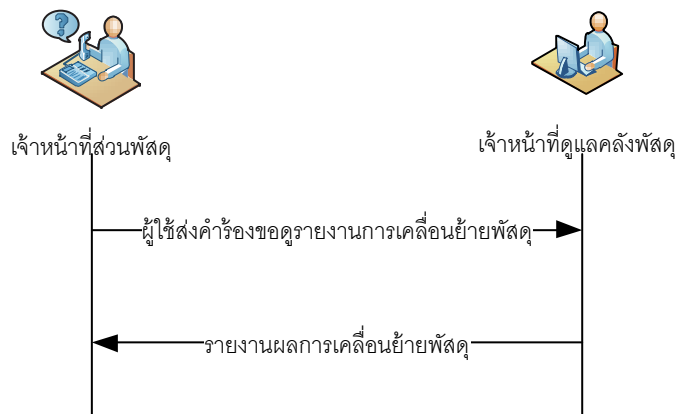 เจ้าหน้าที่ส่วนพัสดุ
เจ้าหน้าที่ดูแลคลังพัสดุ
ผู้ใช้ส่งคำร้องขอดูรายงานการเคลื่อนย้ายพัสดุ
รายงานผลการเคลื่อนย้ายพัสดุ